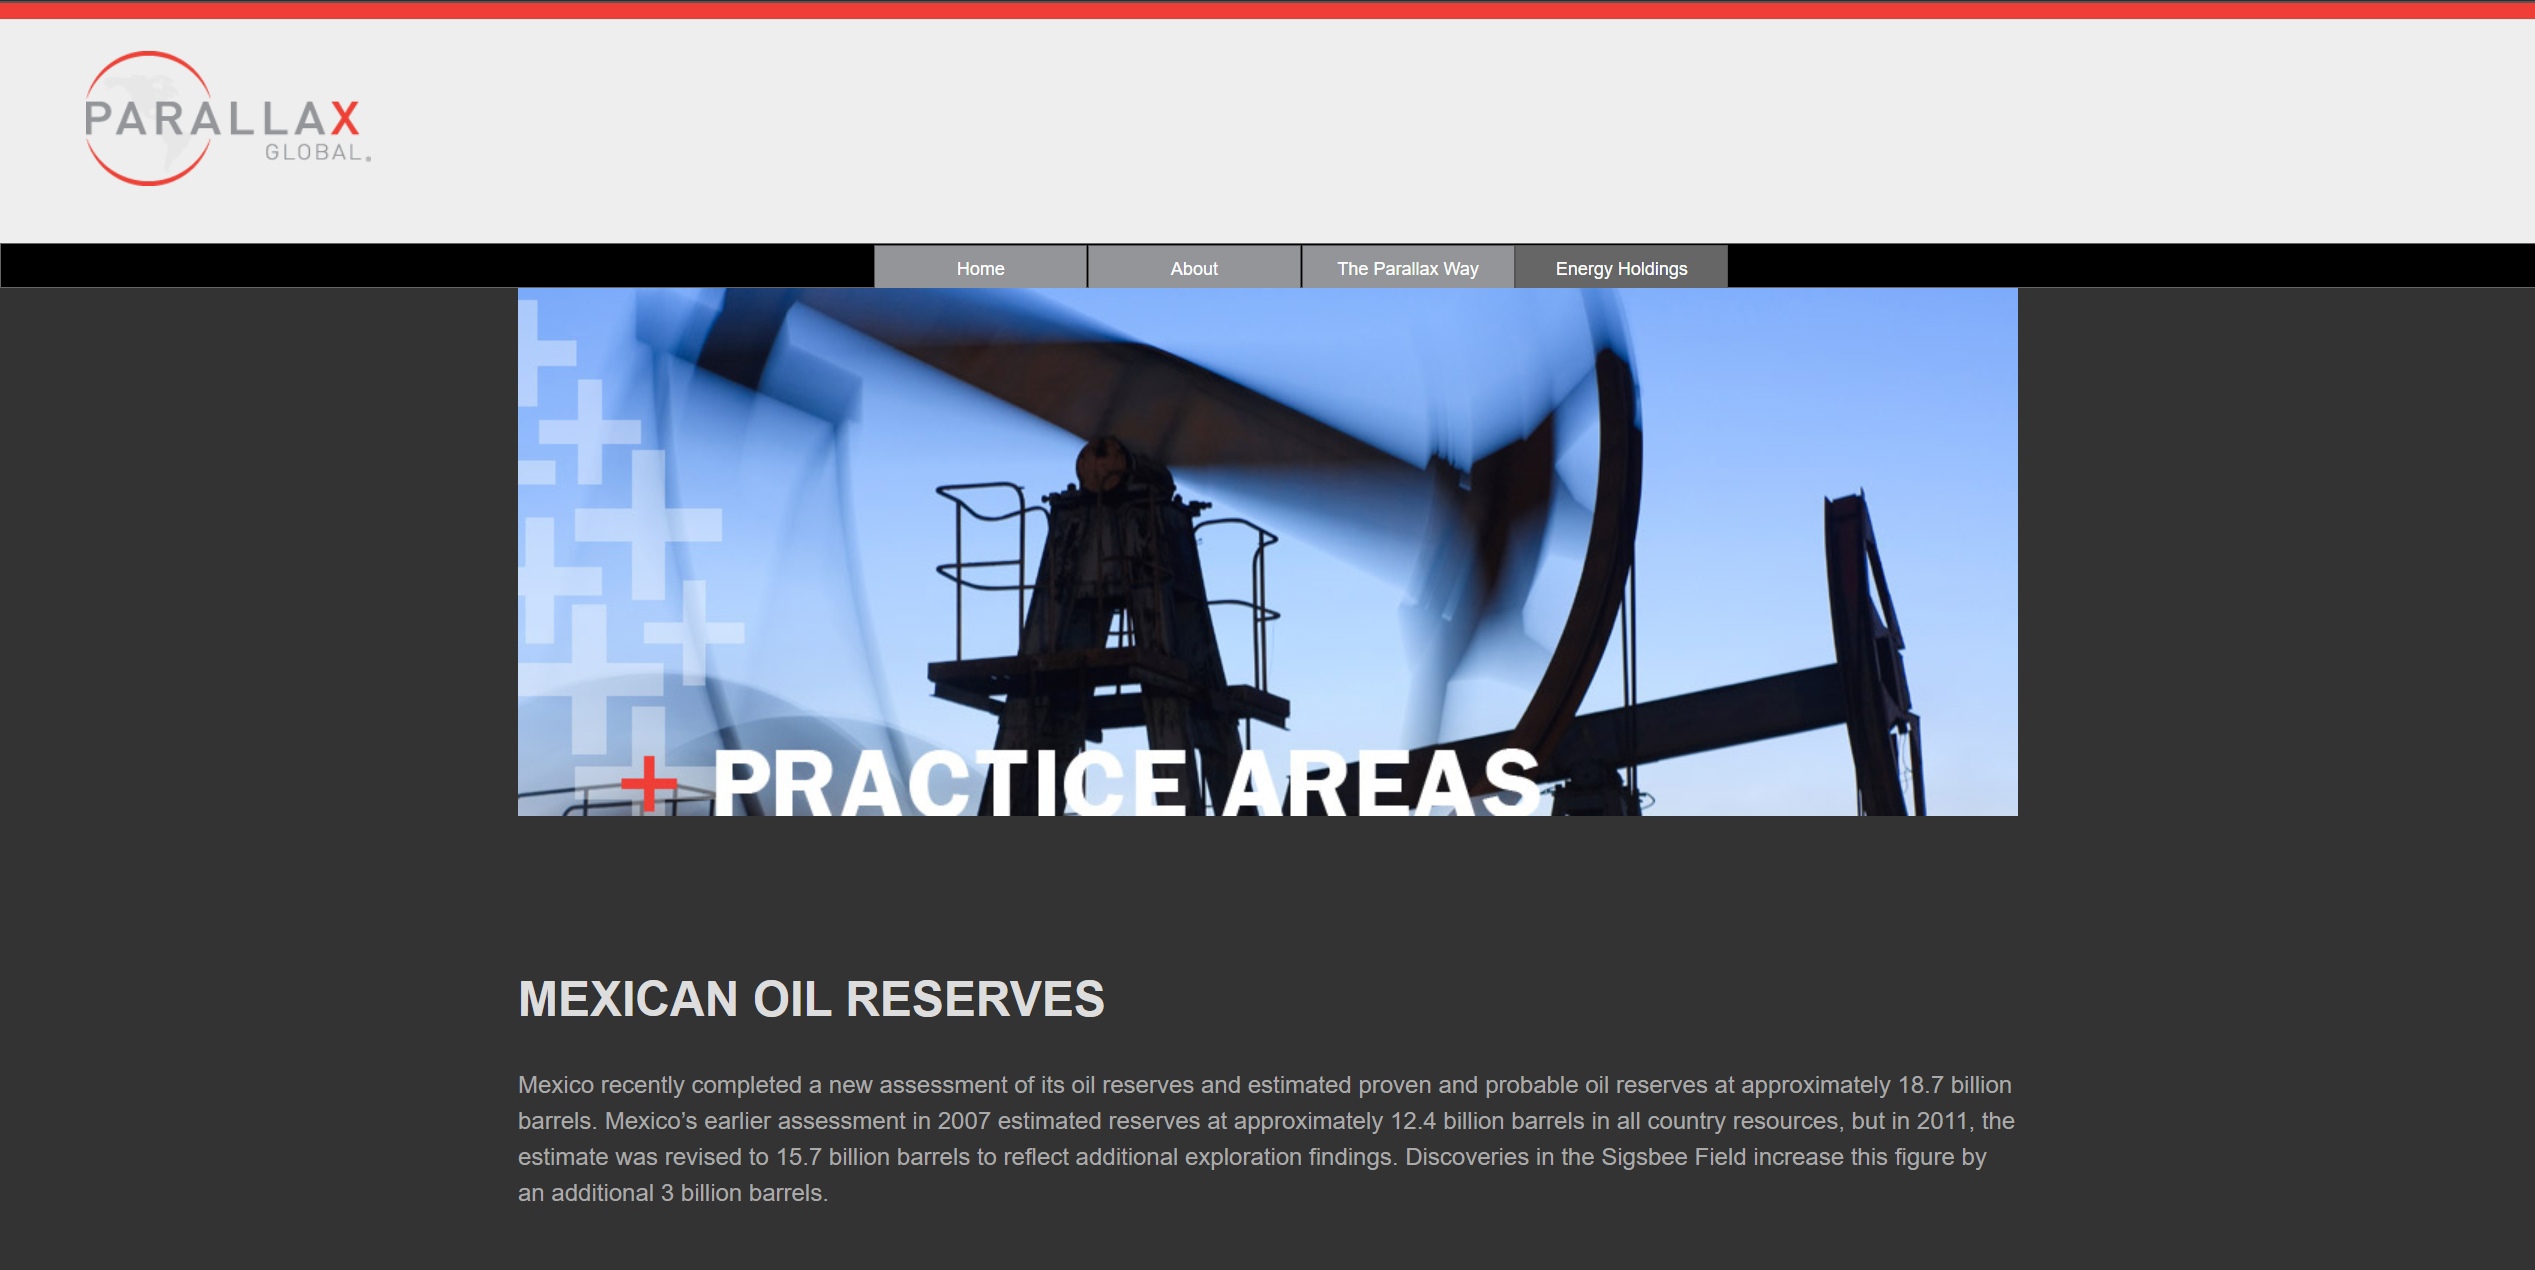 PARALLAX
GLOBAL.
Home
About
The Parallax Way
Energy Holdings
+ PRACTICE AREAS
MEXICAN OIL RESERVES
Mexico recently completed a new assessment of its oil reserves and estimated proven and probable oil reserves at approximately 18.7 billion
barrels. Mexico’s earlier assessment in 2007 estimated reserves at approximately 12.4 billion barrels in all country resources, but in 2011, the
estimate was revised to 15.7 billion barrels to reflect additional exploration findings. Discoveries in the Sigsbee Field increase this figure by
an additional 3 billion barrels.